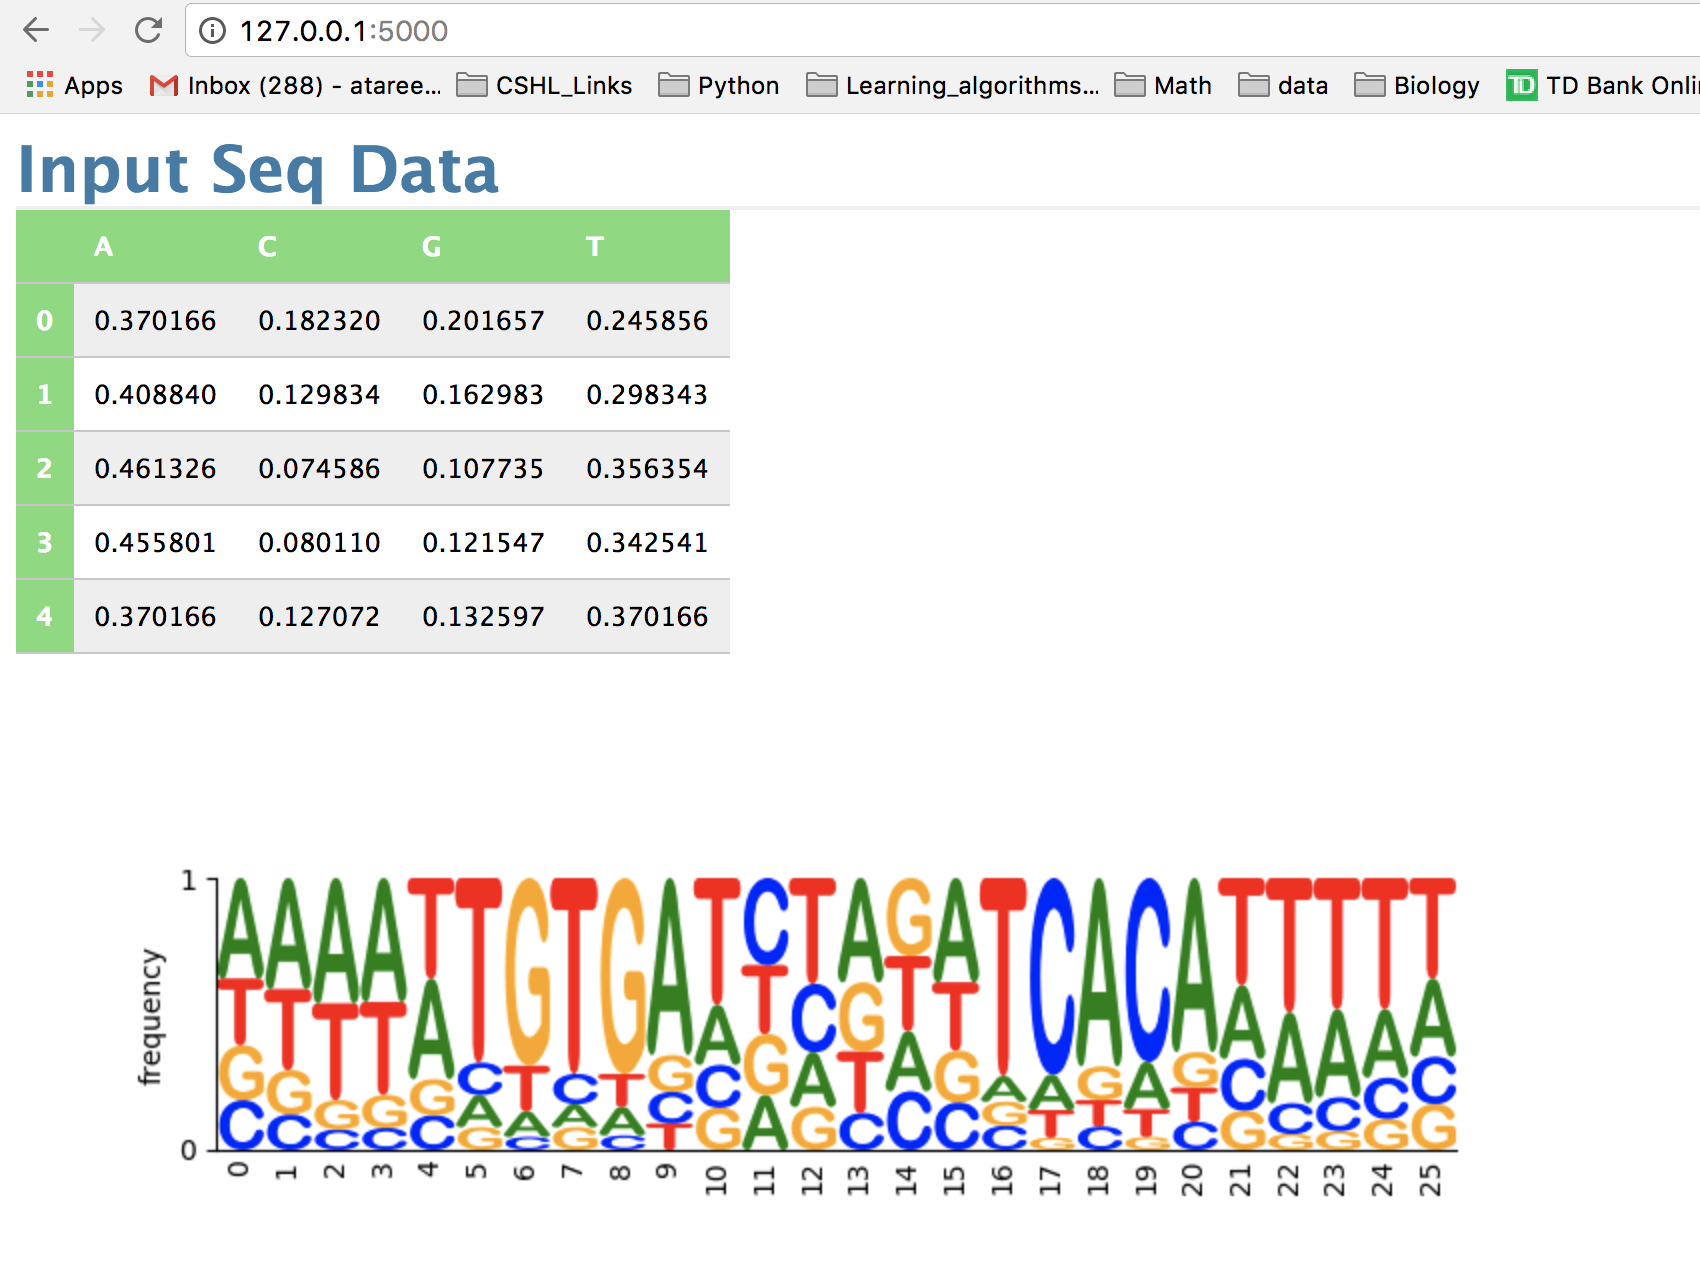 127.0.0.1:5000
Apps Inbox (288) - ataree... CSHL_Links Python Learning_algorithms... Math data Biology TD TD Bank Onli
Input Seq Data
A C G T
0 0.370166 0.182320 0.201657 0.245856
1 0.408840 0.129834 0.162983 0.298343
2 0.461326 0.074586 0.107735 0.356354
3 0.455801 0.080110 0.121547 0.342541
4 0.370166 0.127072 0.132597 0.370166
1
frequency
0
AAAATTGTGATCTAGATCACATTTTT
TTTTACTCTGATCGTTAAGAGAAAAA
GGGGGAAAACCGATATGGTTTTCCCCC
CCCCCGCGCTGAGCCCCGCGCGGGGG
0 1 2 3 4 5 6 7 8 9 10 11 12 13 14 15 16 17 18 19 20 21 22 23 24 25